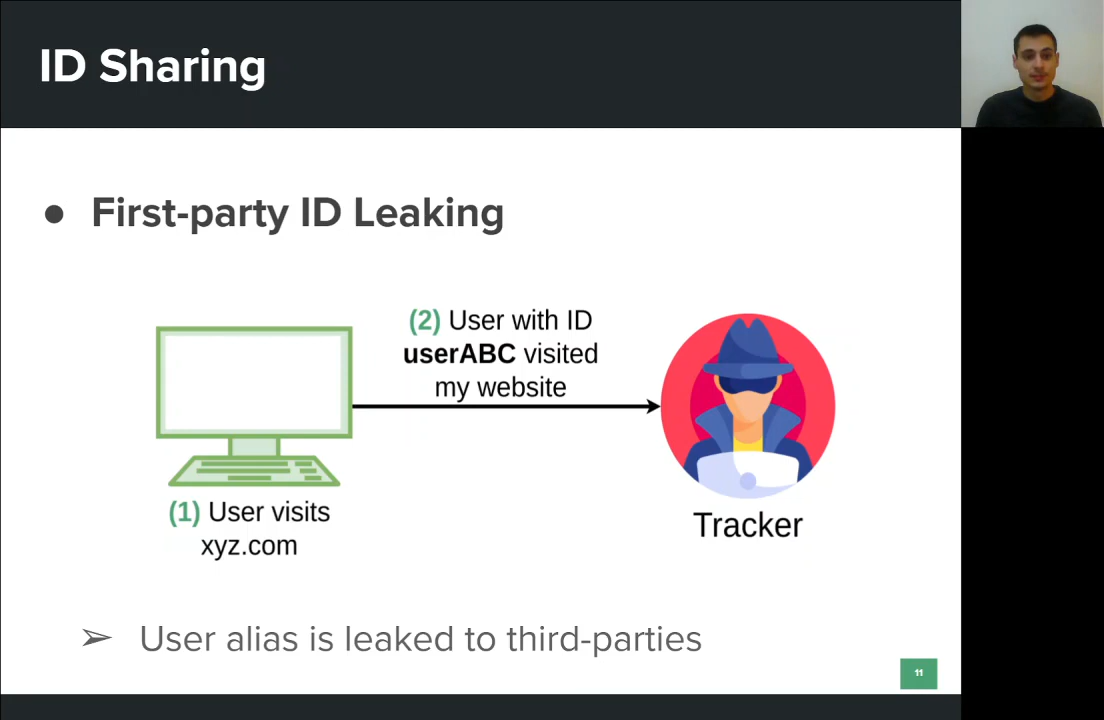 ID Sharing
● First-party ID Leaking
(2) User with ID
userABC visited
my website
(1) User visits
xyz.com
Tracker
➢ User alias is leaked to third-parties
11